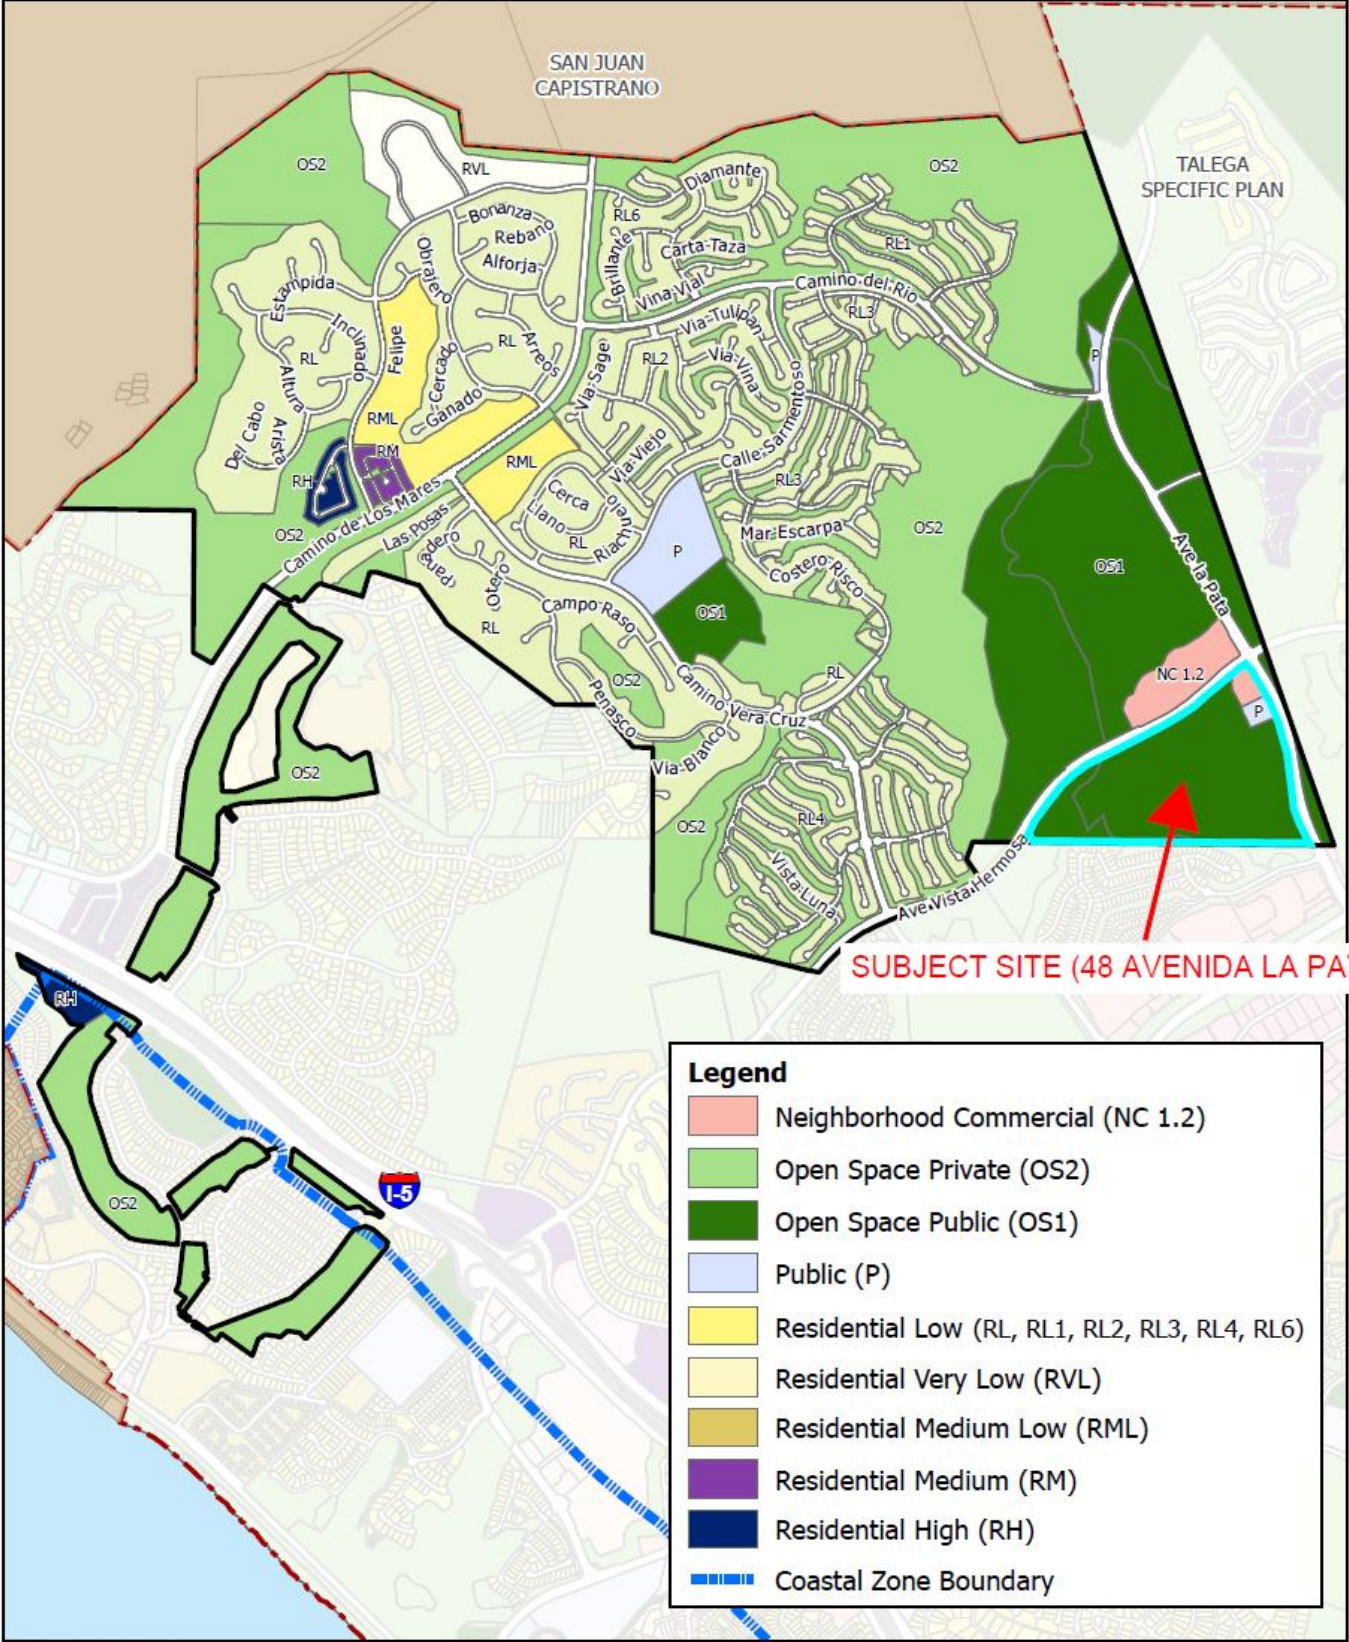 SAN JUAN
CAPISTRANO
TALEGA
SPECIFIC PLAN
OS2
RVL
OS2
Diamante
Bonanza
RL6
Rebano
Carta Taza
RL1
Obrajero
Alforja
Brillante
Estampida
Vina Vial
Camino del Rio
Inclinado
Via Tulipan
RL3
Felipe
RL
Arreos
Via Sage
RL2
Via Vina
P
RL
Altura
Cercado
Calle Sarmentoso
Ganado
Del Cabo
Arista
RML
RM
RML
Via Viejo
RH
Cerca
RL3
Camino de Los Mares
OS2
Las Posas
Llano
Riachuelo
RL
P
Mar Escarpa
OS2
Ave la Pata
Costero Risco
OS1
Otero
Campo Raso
OS1
RL
OS2
Camino Vera Cruz
RL
NC 1.2
P
Penasco
Via Blanco
OS2
OS2
RL4
Vista Luna
Ave Vista Hermosa
SUBJECT SITE (48 AVENIDA LA PA
RH
OS2
I-5
Legend
Neighborhood Commercial (NC 1.2)
Open Space Private (OS2)
Open Space Public (OS1)
Public (P)
Residential Low (RL, RL1, RL2, RL3, RL4, RL6)
Residential Very Low (RVL)
Residential Medium Low (RML)
Residential Medium (RM)
Residential High (RH)
Coastal Zone Boundary